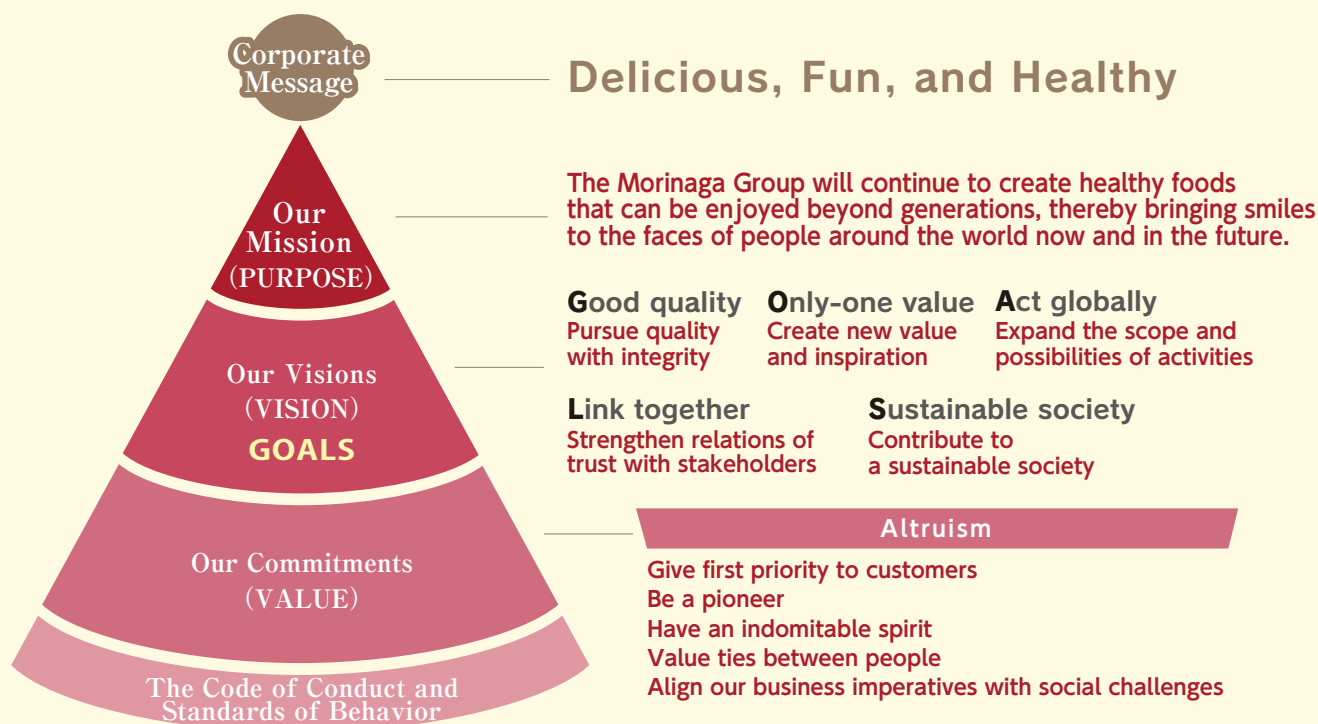 Corporate
Message
Delicious, Fun, and Healthy
Our
Mission
(PURPOSE)
The Morinaga Group will continue to create healthy foods
that can be enjoyed beyond generations, thereby bringing smiles
to the faces of people around the world now and in the future.
Our Visions
(VISION)
GOALS
Good quality
Pursue quality
with integrity
Only-one value
Create new value
and inspiration
Act globally
Expand the scope and
possibilities of activities
Link together
Strengthen relations of
trust with stakeholders
Sustainable society
Contribute to
a sustainable society
Our Commitments
(VALUE)
Altruism
Give first priority to customers
Be a pioneer
Have an indomitable spirit
Value ties between people
Align our business imperatives with social challenges
The Code of Conduct and
Standards of Behavior